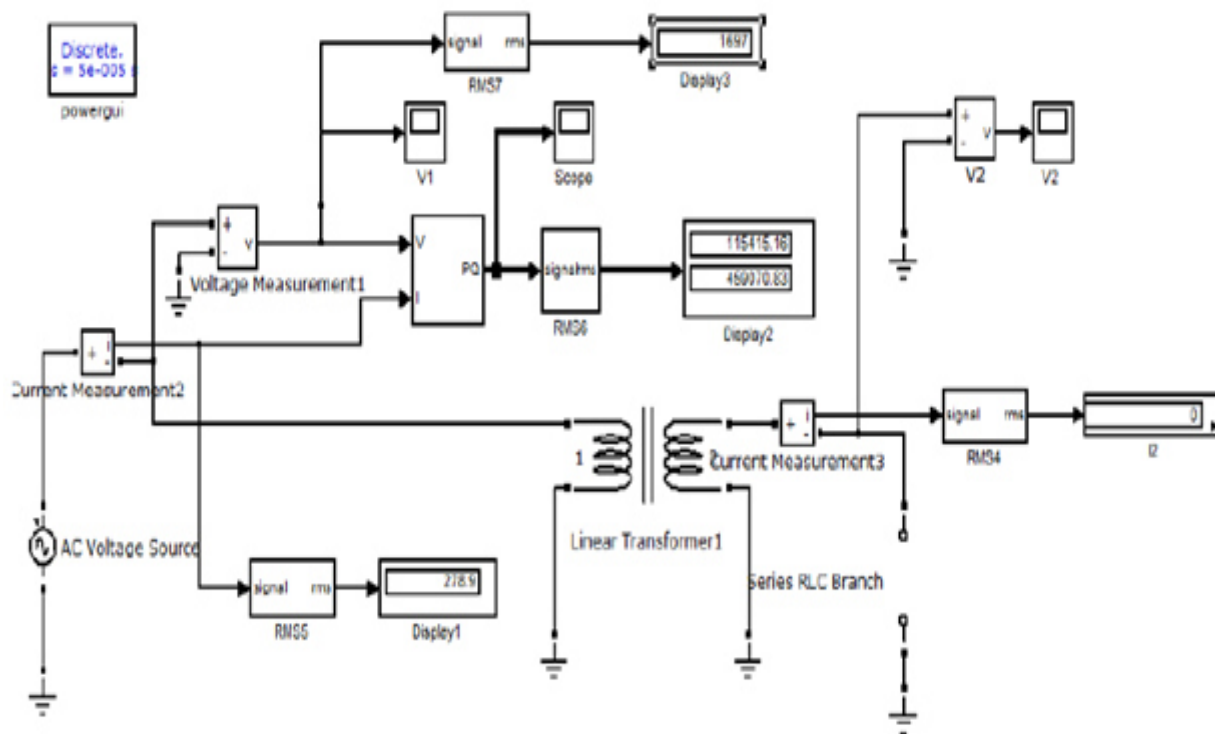 signal rms
RMS7
1697
Display3
Discrete,
s = 5e-005 s
powergui
V1
Scope
+
-
v
V2
V2
+
-
v
Voltage Measurement1
V
I
PQ
signal rms
RMS6
115415.16
459070.83
Display2
+
i
-
Current Measurement2
1
2
+
i
-
Current Measurement3
signal rms
RMS4
0
I2
Linear Transformer1
AC Voltage Source
Series RLC Branch
signal rms
RMS5
278.9
Display1